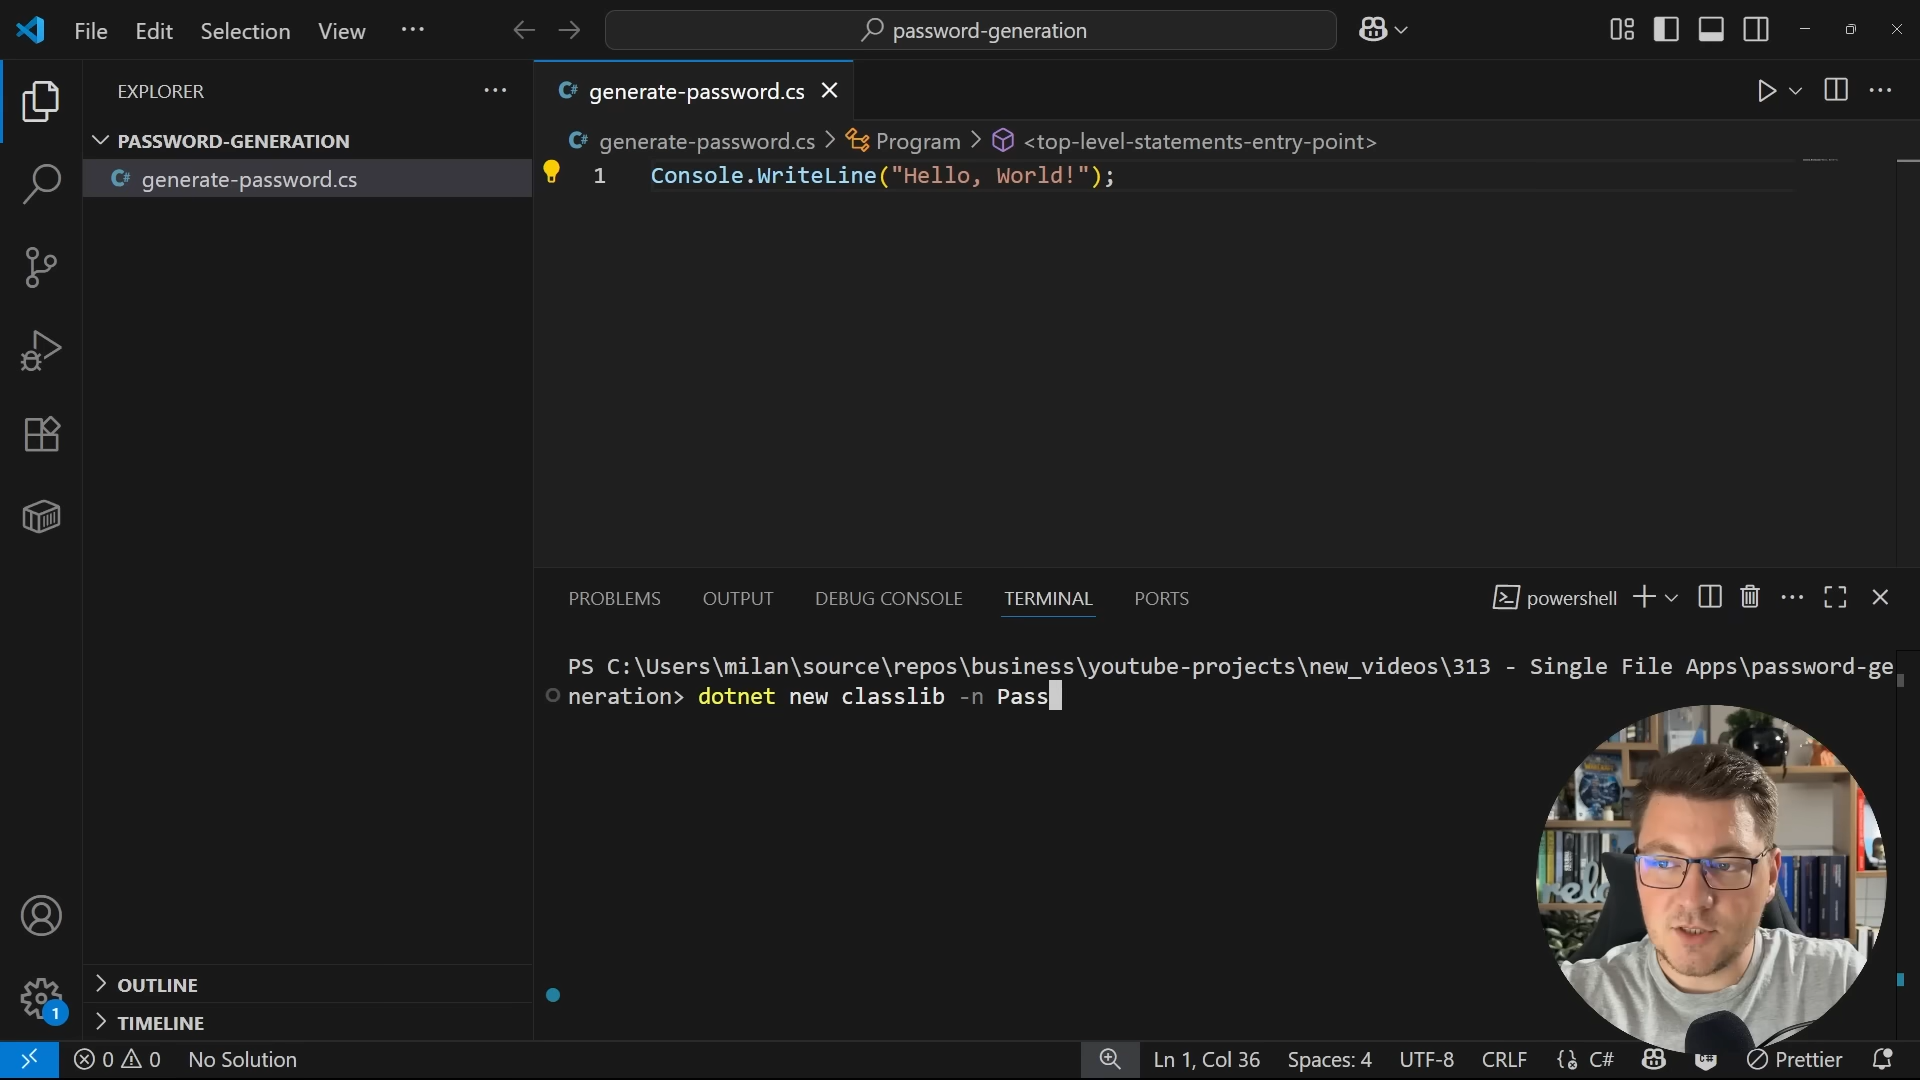 File Edit Selection View ···
password-generation
EXPLORER ···
PASSWORD-GENERATION
C# generate-password.cs
C# generate-password.cs
C# generate-password.cs > Program > <top-level-statements-entry-point>
1 Console.WriteLine("Hello, World!");
PROBLEMS OUTPUT DEBUG CONSOLE TERMINAL PORTS
powershell
PS C:\Users\milan\source\repos\business\youtube-projects\new_videos\313 - Single File Apps\password-ge
neration> dotnet new classlib -n Pass
OUTLINE
TIMELINE
1
0 0 No Solution
Ln 1, Col 36 Spaces: 4 UTF-8 CRLF C# Prettier